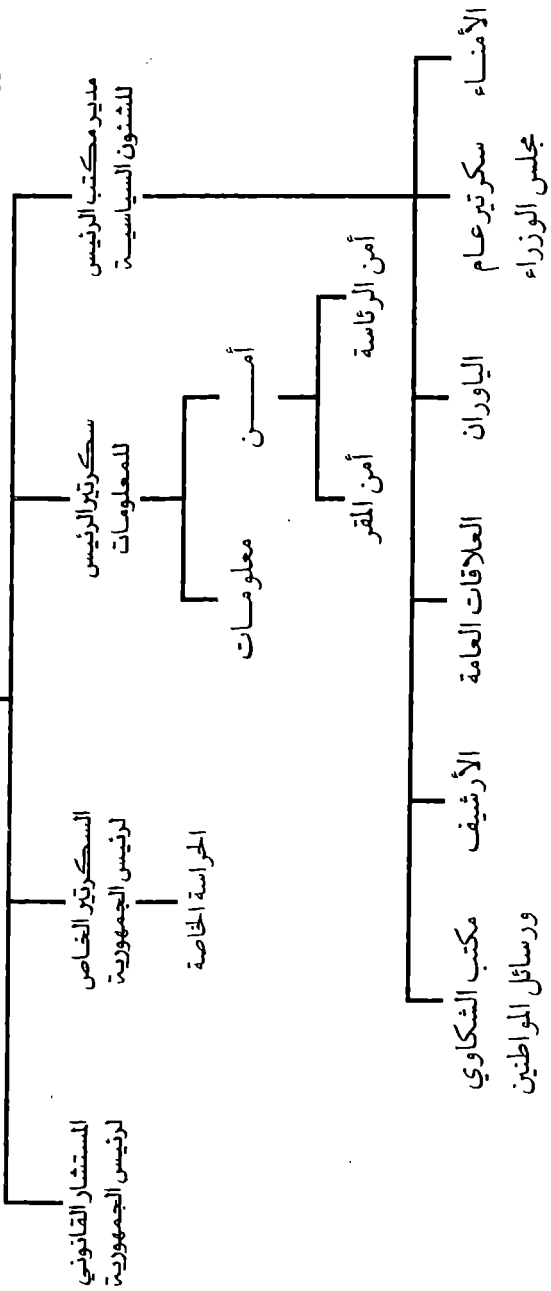 مدير مكتب الرئيس
للشئون السياسية
سكرتير الرئيس
للمعلومات
السكرتير الخاص
لرئيس الجمهورية
المستشار القانوني
لرئيس الجمهورية
أمن
معلومات
الحراسة الخاصة
أمن الرئاسة
أمن المقر
الأمناء
سكرتير عام
مجلس الوزراء
الياوران
العلاقات العامة
الأرشيف
مكتب الشكاوي
ورسائل المواطنين